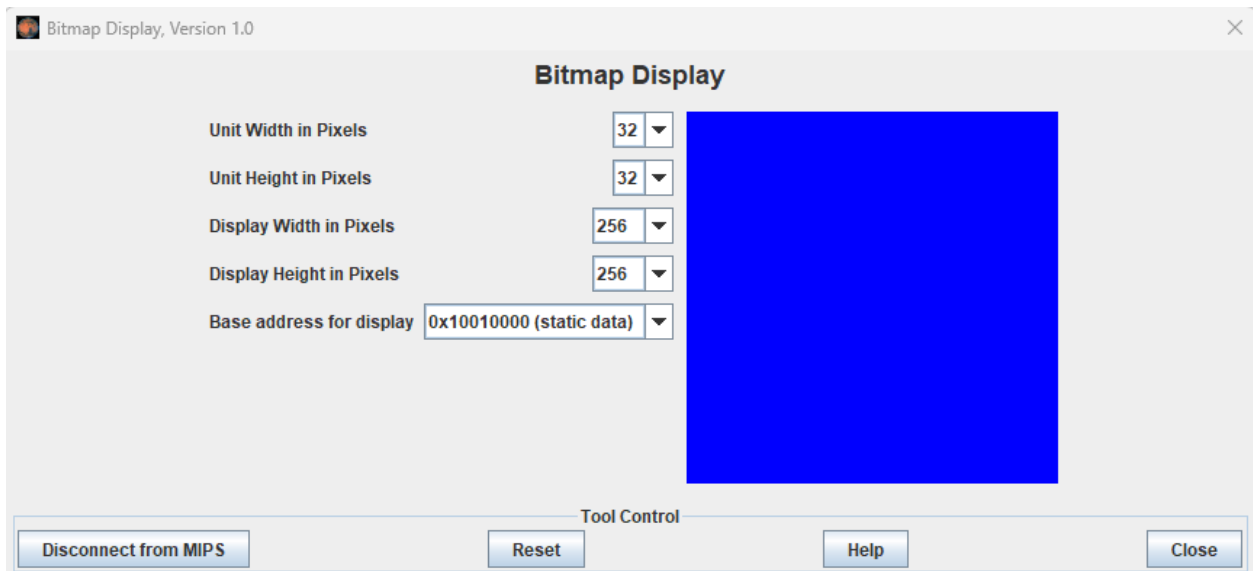 Bitmap Display, Version 1.0
Bitmap Display
Unit Width in Pixels 32
Unit Height in Pixels 32
Display Width in Pixels 256
Display Height in Pixels 256
Base address for display 0x10010000 (static data)
Tool Control
Disconnect from MIPS Reset Help Close